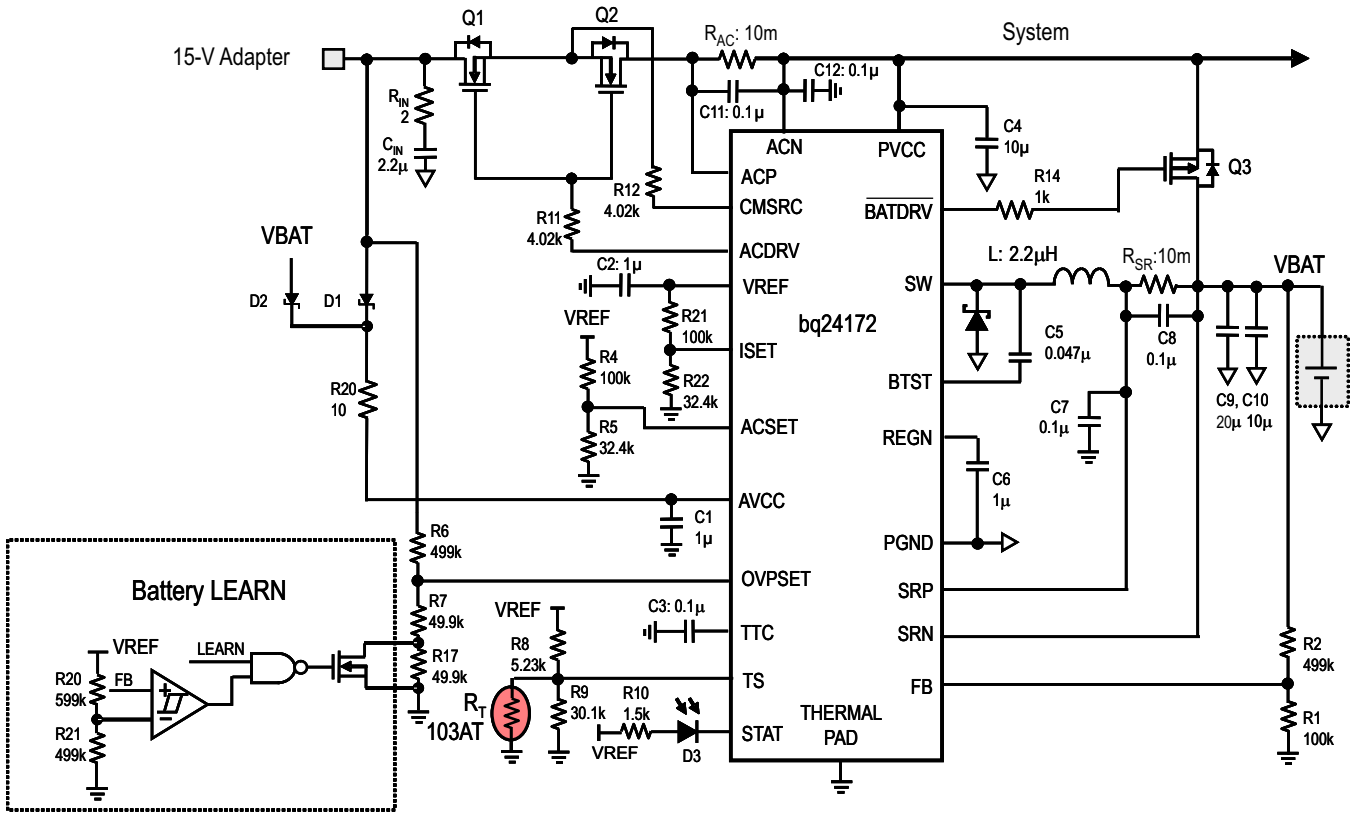 Q1
Q2
15-V Adapter
R_AC: 10m
System
R_IN
2
C_IN
2.2μ
C11: 0.1μ
C12: 0.1μ
C4
10μ
R12
4.02k
R11
4.02k
R14
1k
Q3
ACN
PVCC
ACP
CMSRC
ACDRV
VREF
ISET
ACSET
AVCC
OVPSET
TTC
TS
STAT
BATDRV
SW
bq24172
BTST
REGN
PGND
SRP
SRN
FB
THERMAL
PAD
VBAT
D2
D1
R20
10
C2: 1μ
VREF
R21
100k
R4
100k
R22
32.4k
R5
32.4k
C1
1μ
L: 2.2μH
R_SR:10m
VBAT
C5
0.047μ
C8
0.1μ
C7
0.1μ
C9, C10
20μ 10μ
C6
1μ
R6
499k
R7
49.9k
R17
49.9k
Battery LEARN
VREF
LEARN
FB
R20
599k
R21
499k
C3: 0.1μ
VREF
R8
5.23k
R9
30.1k
R10
1.5k
R_T
103AT
VREF
D3
R2
499k
R1
100k